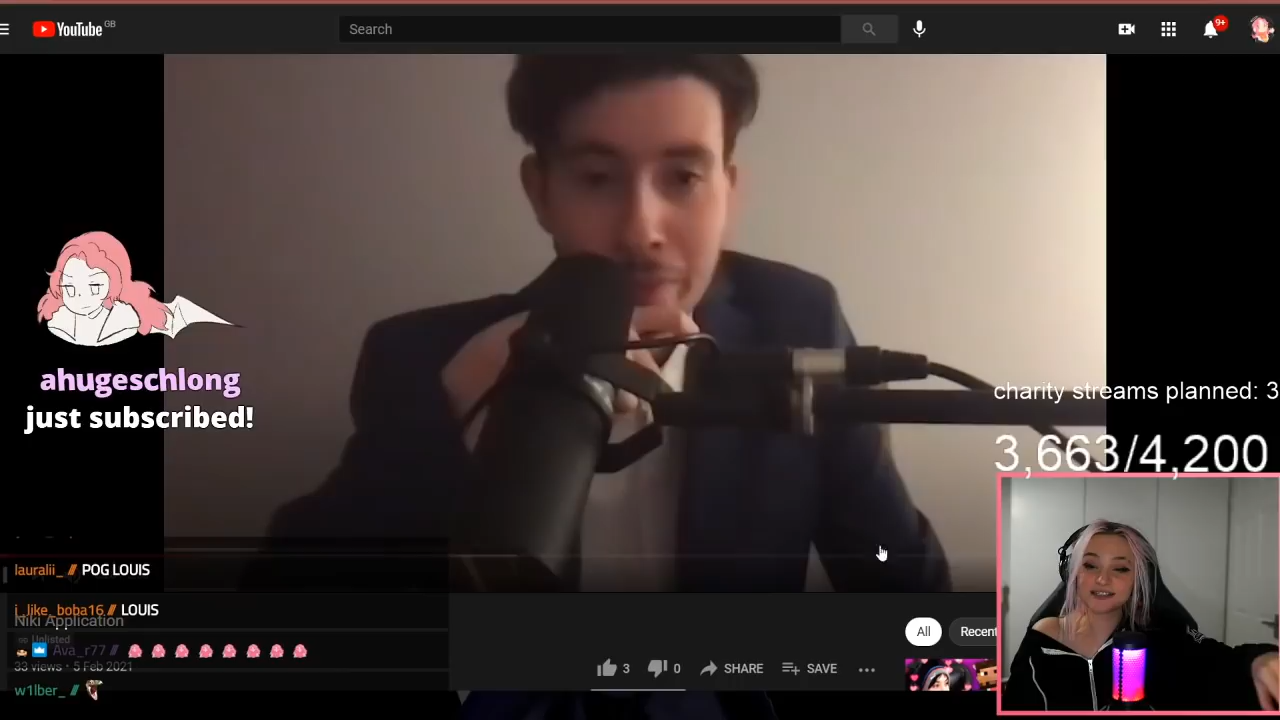 YouTube GB
Search
9+
ahugeschlong
just subscribed!
charity streams planned: 3
3,663/4,200
lauralii_ // POG LOUIS
i_like_boba16 // LOUIS
Niki Application
Unlisted
Ava_r77 //
33 views · 5 Feb 2021
w1lber_ //
All
Recent
3
0
SHARE
SAVE